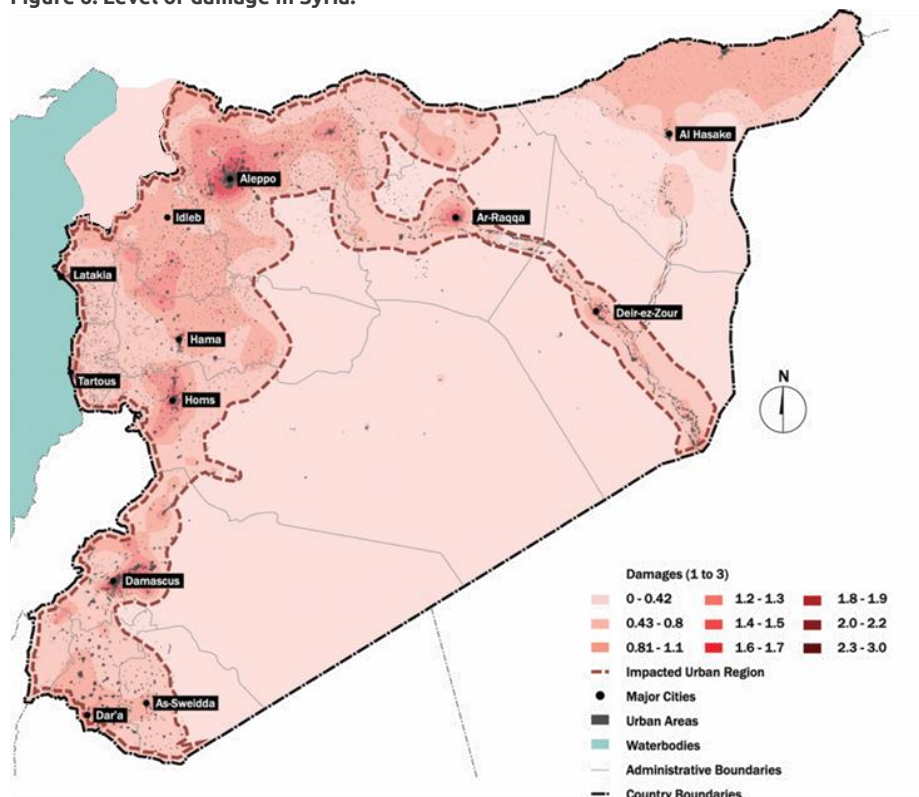 Figure 6. Level of damage in Syria.
Al Hasake
Aleppo
Idleb
Ar-Raqqa
Latakia
Deir-ez-Zour
Hama
Tartous
N
Homs
Damascus
As-Sweidda
Dar'a
Damages (1 to 3)
0 - 0.42
1.2 - 1.3
1.8 - 1.9
0.43 - 0.8
1.4 - 1.5
2.0 - 2.2
0.81 - 1.1
1.6 - 1.7
2.3 - 3.0
Impacted Urban Region
Major Cities
Urban Areas
Waterbodies
Administrative Boundaries
Country Boundaries